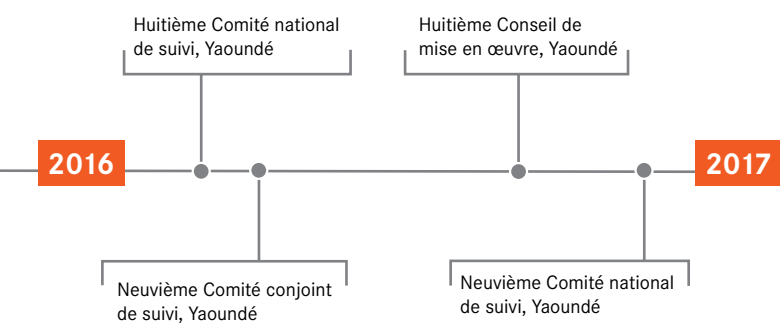 Huitième Comité national
de suivi, Yaoundé
Huitième Conseil de
mise en œuvre, Yaoundé
2016
2017
Neuvième Comité conjoint
de suivi, Yaoundé
Neuvième Comité national
de suivi, Yaoundé